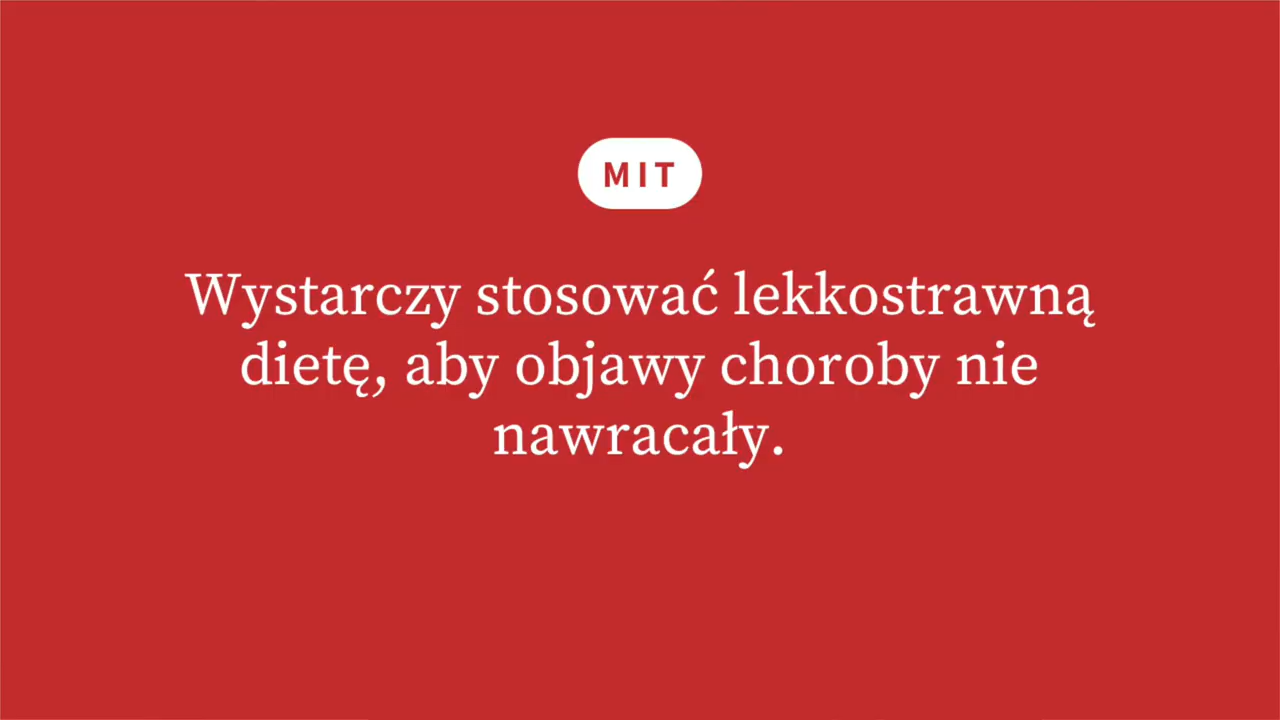 MIT
Wystarczy stosować lekkostrawną
dietę, aby objawy choroby nie
nawracały.